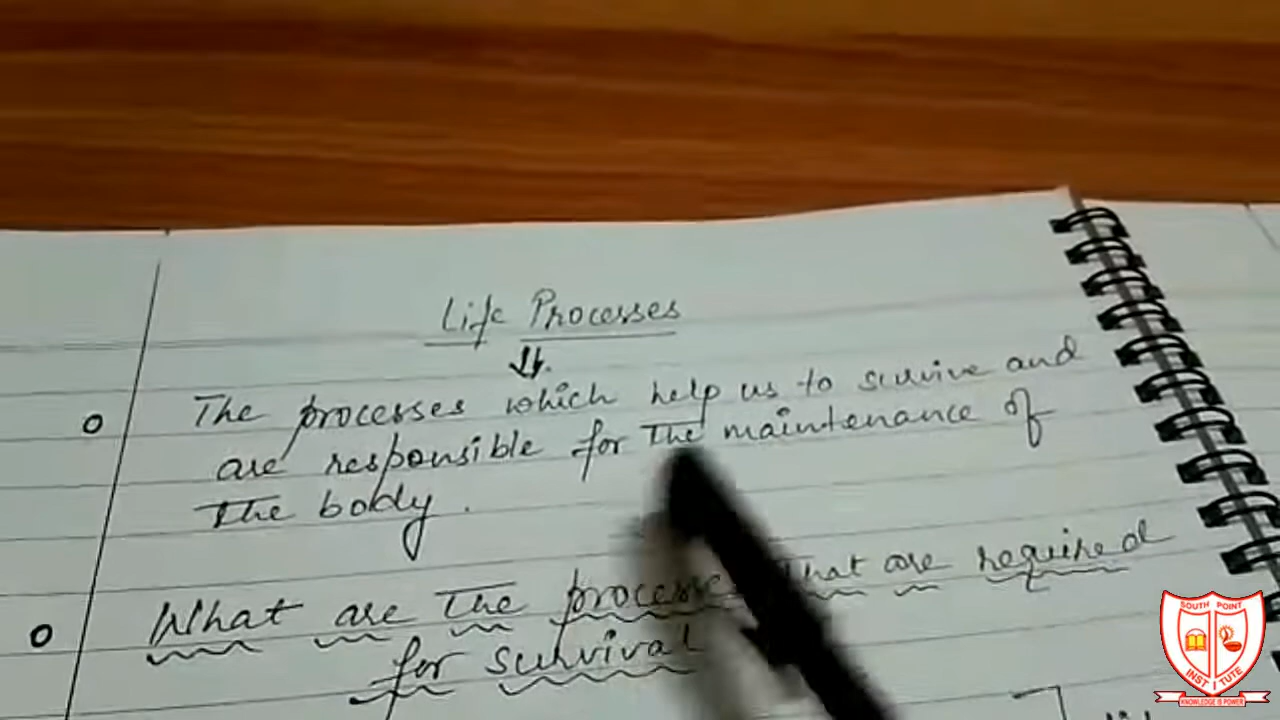 Life Processes
The processes which help us to survive and
are responsible for the maintenance of
the body.
What are the processes that are required
for survival
SOUTH POINT
INSTITUTE
KNOWLEDGE IS POWER